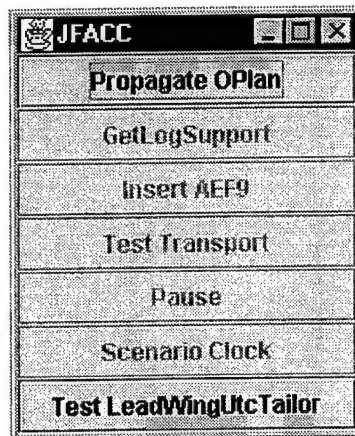 JFACC
Propagate OPlan
GetLogSupport
Insert AEF9
Test Transport
Pause
Scenario Clock
Test LeadWingUtcTailor